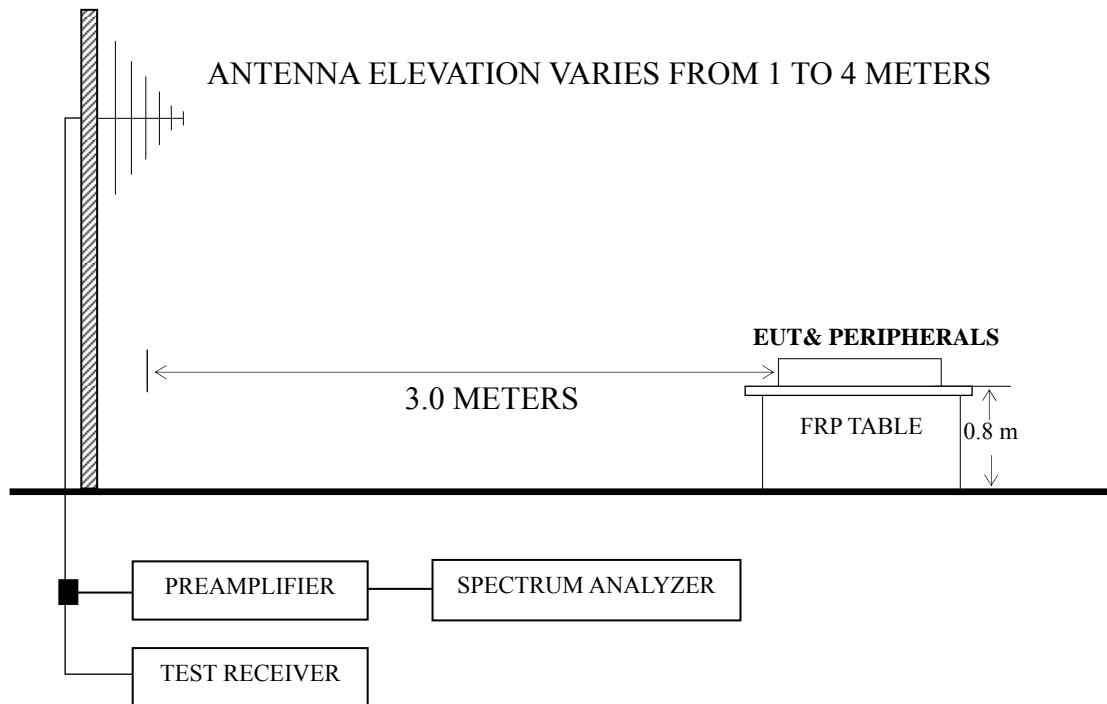 ANTENNA ELEVATION VARIES FROM 1 TO 4 METERS
EUT& PERIPHERALS
3.0 METERS
FRP TABLE
0.8 m
PREAMPLIFIER
SPECTRUM ANALYZER
TEST RECEIVER